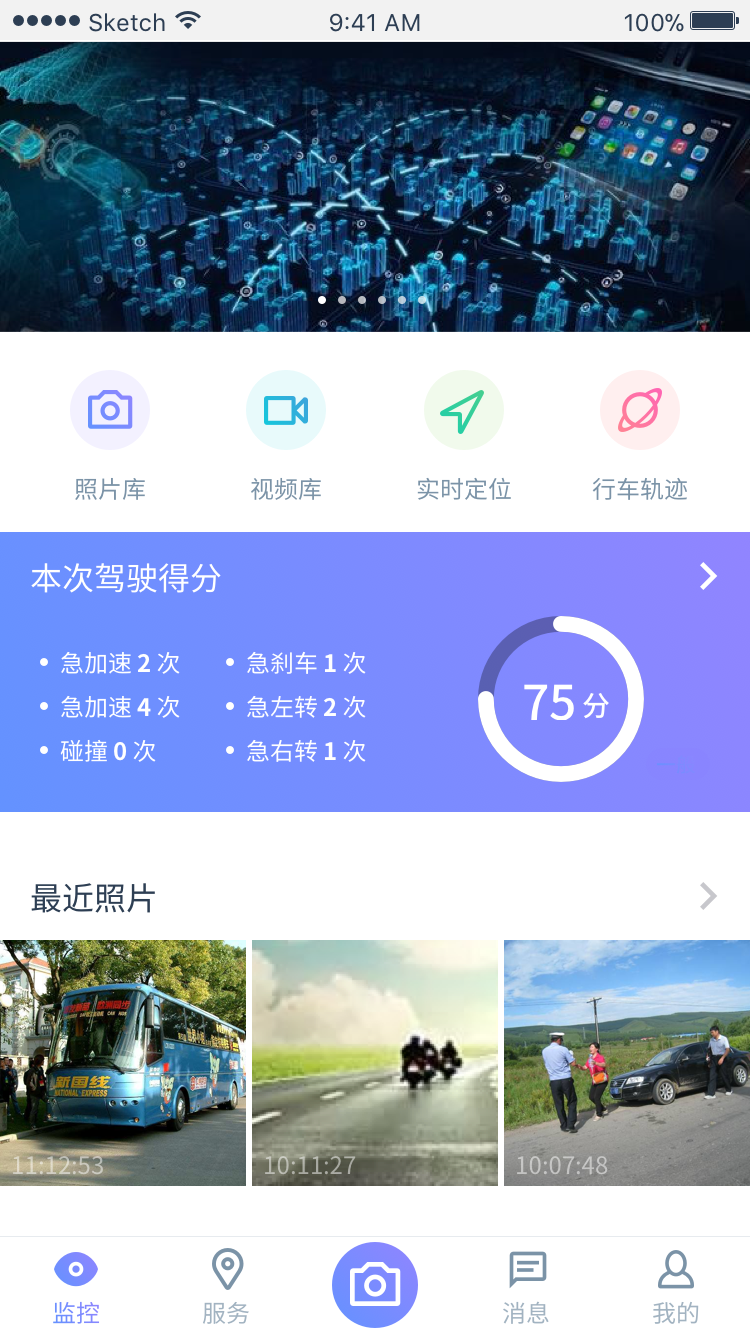 Sketch 9:41 AM 100%
照片库 视频库 实时定位 行车轨迹
本次驾驶得分
急加速 2 次 急刹车 1 次
急加速 4 次 急左转 2 次
碰撞 0 次 急右转 1 次
75 分
最近照片
新国线
NATIONAL EXPRESS
11:12:53 10:11:27 10:07:48
监控 服务 消息 我的